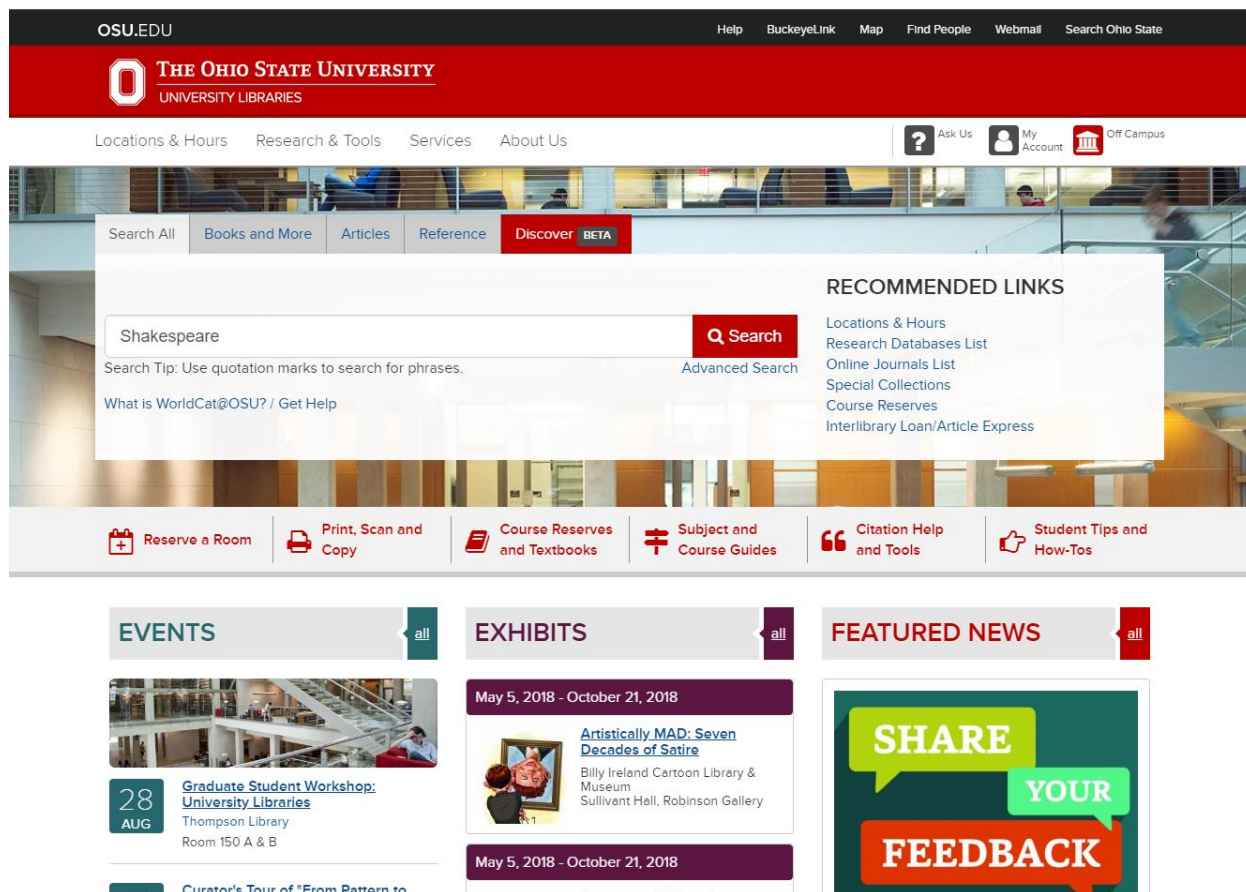 OSU.EDU
Help BuckeyeLink Map Find People Webmail Search Ohio State
THE OHIO STATE UNIVERSITY
UNIVERSITY LIBRARIES
Locations & Hours Research & Tools Services About Us
? Ask Us
My
Account
Off Campus
Search All Books and More Articles Reference Discover BETA
RECOMMENDED LINKS
Shakespeare
Search
Search Tip: Use quotation marks to search for phrases.
Advanced Search
What is WorldCat@OSU? / Get Help
Locations & Hours
Research Databases List
Online Journals List
Special Collections
Course Reserves
Interlibrary Loan/Article Express
Reserve a Room
Print, Scan and
Copy
Course Reserves
and Textbooks
Subject and
Course Guides
Citation Help
and Tools
Student Tips and
How-Tos
EVENTS
all
28
AUG
Graduate Student Workshop:
University Libraries
Thompson Library
Room 150 A & B
Curator's Tour of "From Pattern to
EXHIBITS
all
May 5, 2018 - October 21, 2018
Artistically MAD: Seven
Decades of Satire
Billy Ireland Cartoon Library &
Museum
Sullivant Hall, Robinson Gallery
May 5, 2018 - October 21, 2018
FEATURED NEWS
all
SHARE
YOUR
FEEDBACK